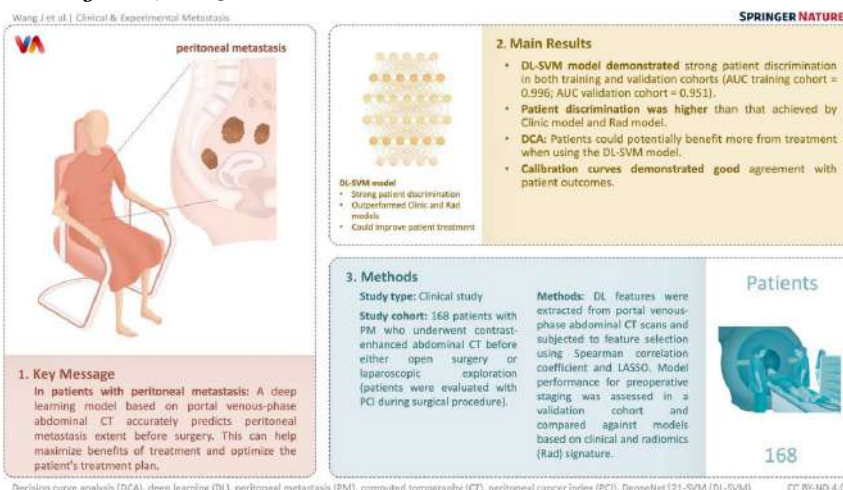 Wang J et al.| Clinical & Experimental Metastasis
SPRINGER NATURE
VA
peritoneal metastasis
1. Key Message
In patients with peritoneal metastasis: A deep
learning model based on portal venous-phase
abdominal CT accurately predicts peritoneal
metastasis extent before surgery. This can help
maximize benefits of treatment and optimize the
patient's treatment plan.
DL-SVM model
• Strong patient discrimination
• Outperformed Clinic and Rad
models
• Could improve patient treatment
2. Main Results
• DL-SVM model demonstrated strong patient discrimination
in both training and validation cohorts (AUC training cohort =
0.996; AUC validation cohort = 0.951).
• Patient discrimination was higher than that achieved by
Clinic model and Rad model.
• DCA: Patients could potentially benefit more from treatment
when using the DL-SVM model.
• Calibration curves demonstrated good agreement with
patient outcomes.
3. Methods
Study type: Clinical study
Study cohort: 168 patients with
PM who underwent contrast-
enhanced abdominal CT before
either open surgery or
laparoscopic exploration
(patients were evaluated with
PCI during surgical procedure).
Methods: DL features were
extracted from portal venous-
phase abdominal CT scans and
subjected to feature selection
using Spearman correlation
coefficient and LASSO. Model
performance for preoperative
staging was assessed in a
validation cohort and
compared against models
based on clinical and radiomics
(Rad) signature.
Patients
168
Decision curve analysis (DCA), deep learning (DL), peritoneal metastasis (PM), computed tomography (CT), peritoneal cancer index (PCI), DenseNet121-SVM (DL-SVM)
CC BY-ND 4.0